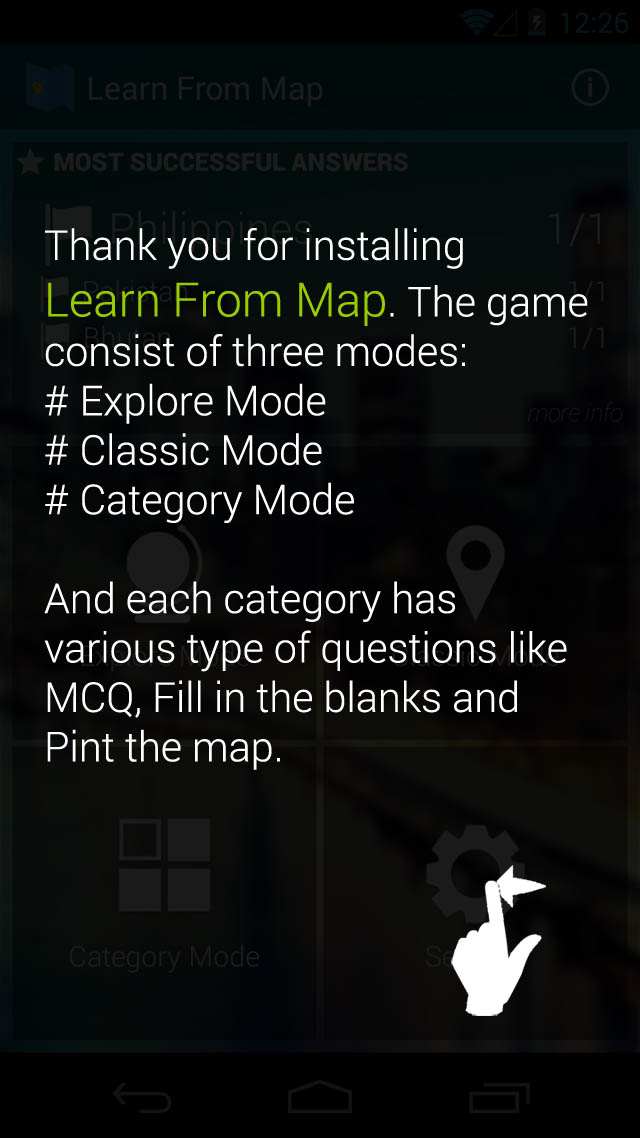 12:26
Learn From Map
MOST SUCCESSFUL ANSWERS
Philippines 1/1
Thank you for installing
Pakistan 1/1
Learn From Map. The game
Bhutan 1/1
consist of three modes:
# Explore Mode
more info
# Classic Mode
# Category Mode
And each category has
various type of questions like
MCQ, Fill in the blanks and
Pint the map.
Category Mode